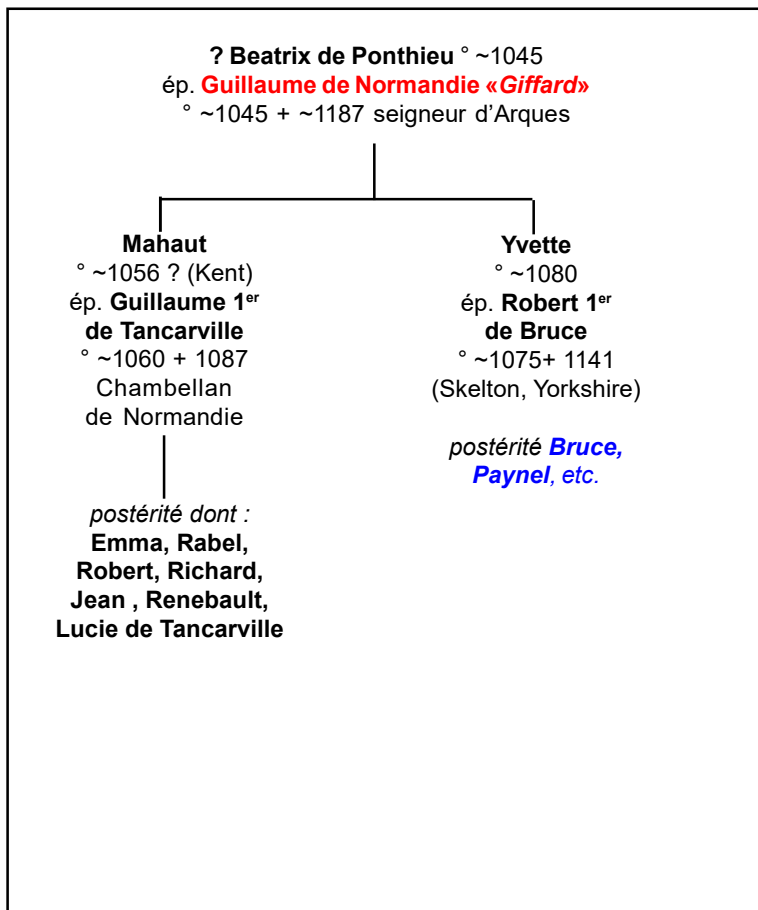 ? Beatrix de Ponthieu ° ~1045
ép. Guillaume de Normandie «Giffard»
° ~1045 + ~1187 seigneur d’Arques
Mahaut
° ~1056 ? (Kent)
ép. Guillaume 1er
de Tancarville
° ~1060 + 1087
Chambellan
de Normandie
postérité dont :
Emma, Rabel,
Robert, Richard,
Jean , Renebault,
Lucie de Tancarville
Yvette
° ~1080
ép. Robert 1er
de Bruce
° ~1075+ 1141
(Skelton, Yorkshire)
postérité Bruce,
Paynel, etc.